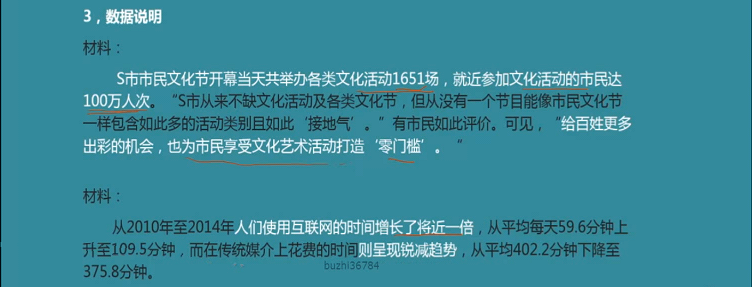 3，数据说明
材料：
S市市民文化节开幕当天共举办各类文化活动1651场，就近参加文化活动的市民达
100万人次。“S市从来不缺文化活动及各类文化节，但从没有一个节目能像市民文化节
一样包含如此多的活动类别且如此‘接地气’。”有市民如此评价。可见，“给百姓更多
出彩的机会，也为市民享受文化艺术活动打造‘零门槛’。”
材料：
从2010年至2014年人们使用互联网的时间增长了将近一倍，从平均每天59.6分钟上
升至109.5分钟，而在传统媒介上花费的时间则呈现锐减趋势，从平均402.2分钟下降至
375.8分钟。
buzhi36784